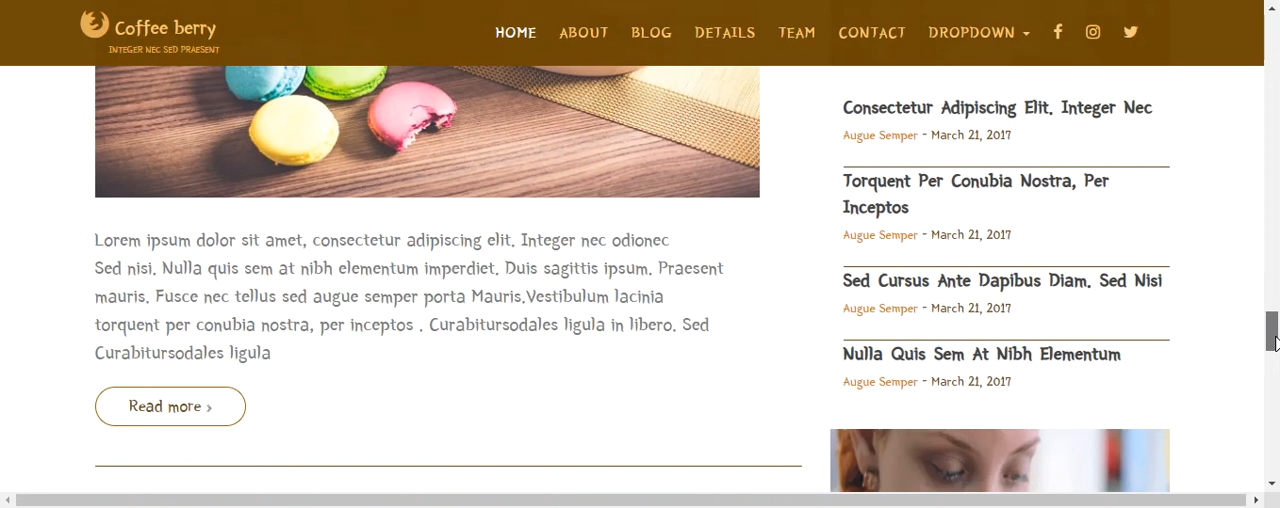 Coffee berry
INTEGER NEC SED PRAESENT
HOME ABOUT BLOG DETAILS TEAM CONTACT DROPDOWN
Lorem ipsum dolor sit amet, consectetur adipiscing elit. Integer nec odionec
Sed nisi. Nulla quis sem at nibh elementum imperdiet. Duis sagittis ipsum. Praesent
mauris. Fusce nec tellus sed augue semper porta Mauris.Vestibulum lacinia
torquent per conubia nostra, per inceptos . Curabitursodales ligula in libero. Sed
Curabitursodales ligula
Read more ›
Consectetur Adipiscing Elit. Integer Nec
Augue Semper - March 21, 2017
Torquent Per Conubia Nostra, Per
Inceptos
Augue Semper - March 21, 2017
Sed Cursus Ante Dapibus Diam. Sed Nisi
Augue Semper - March 21, 2017
Nulla Quis Sem At Nibh Elementum
Augue Semper - March 21, 2017